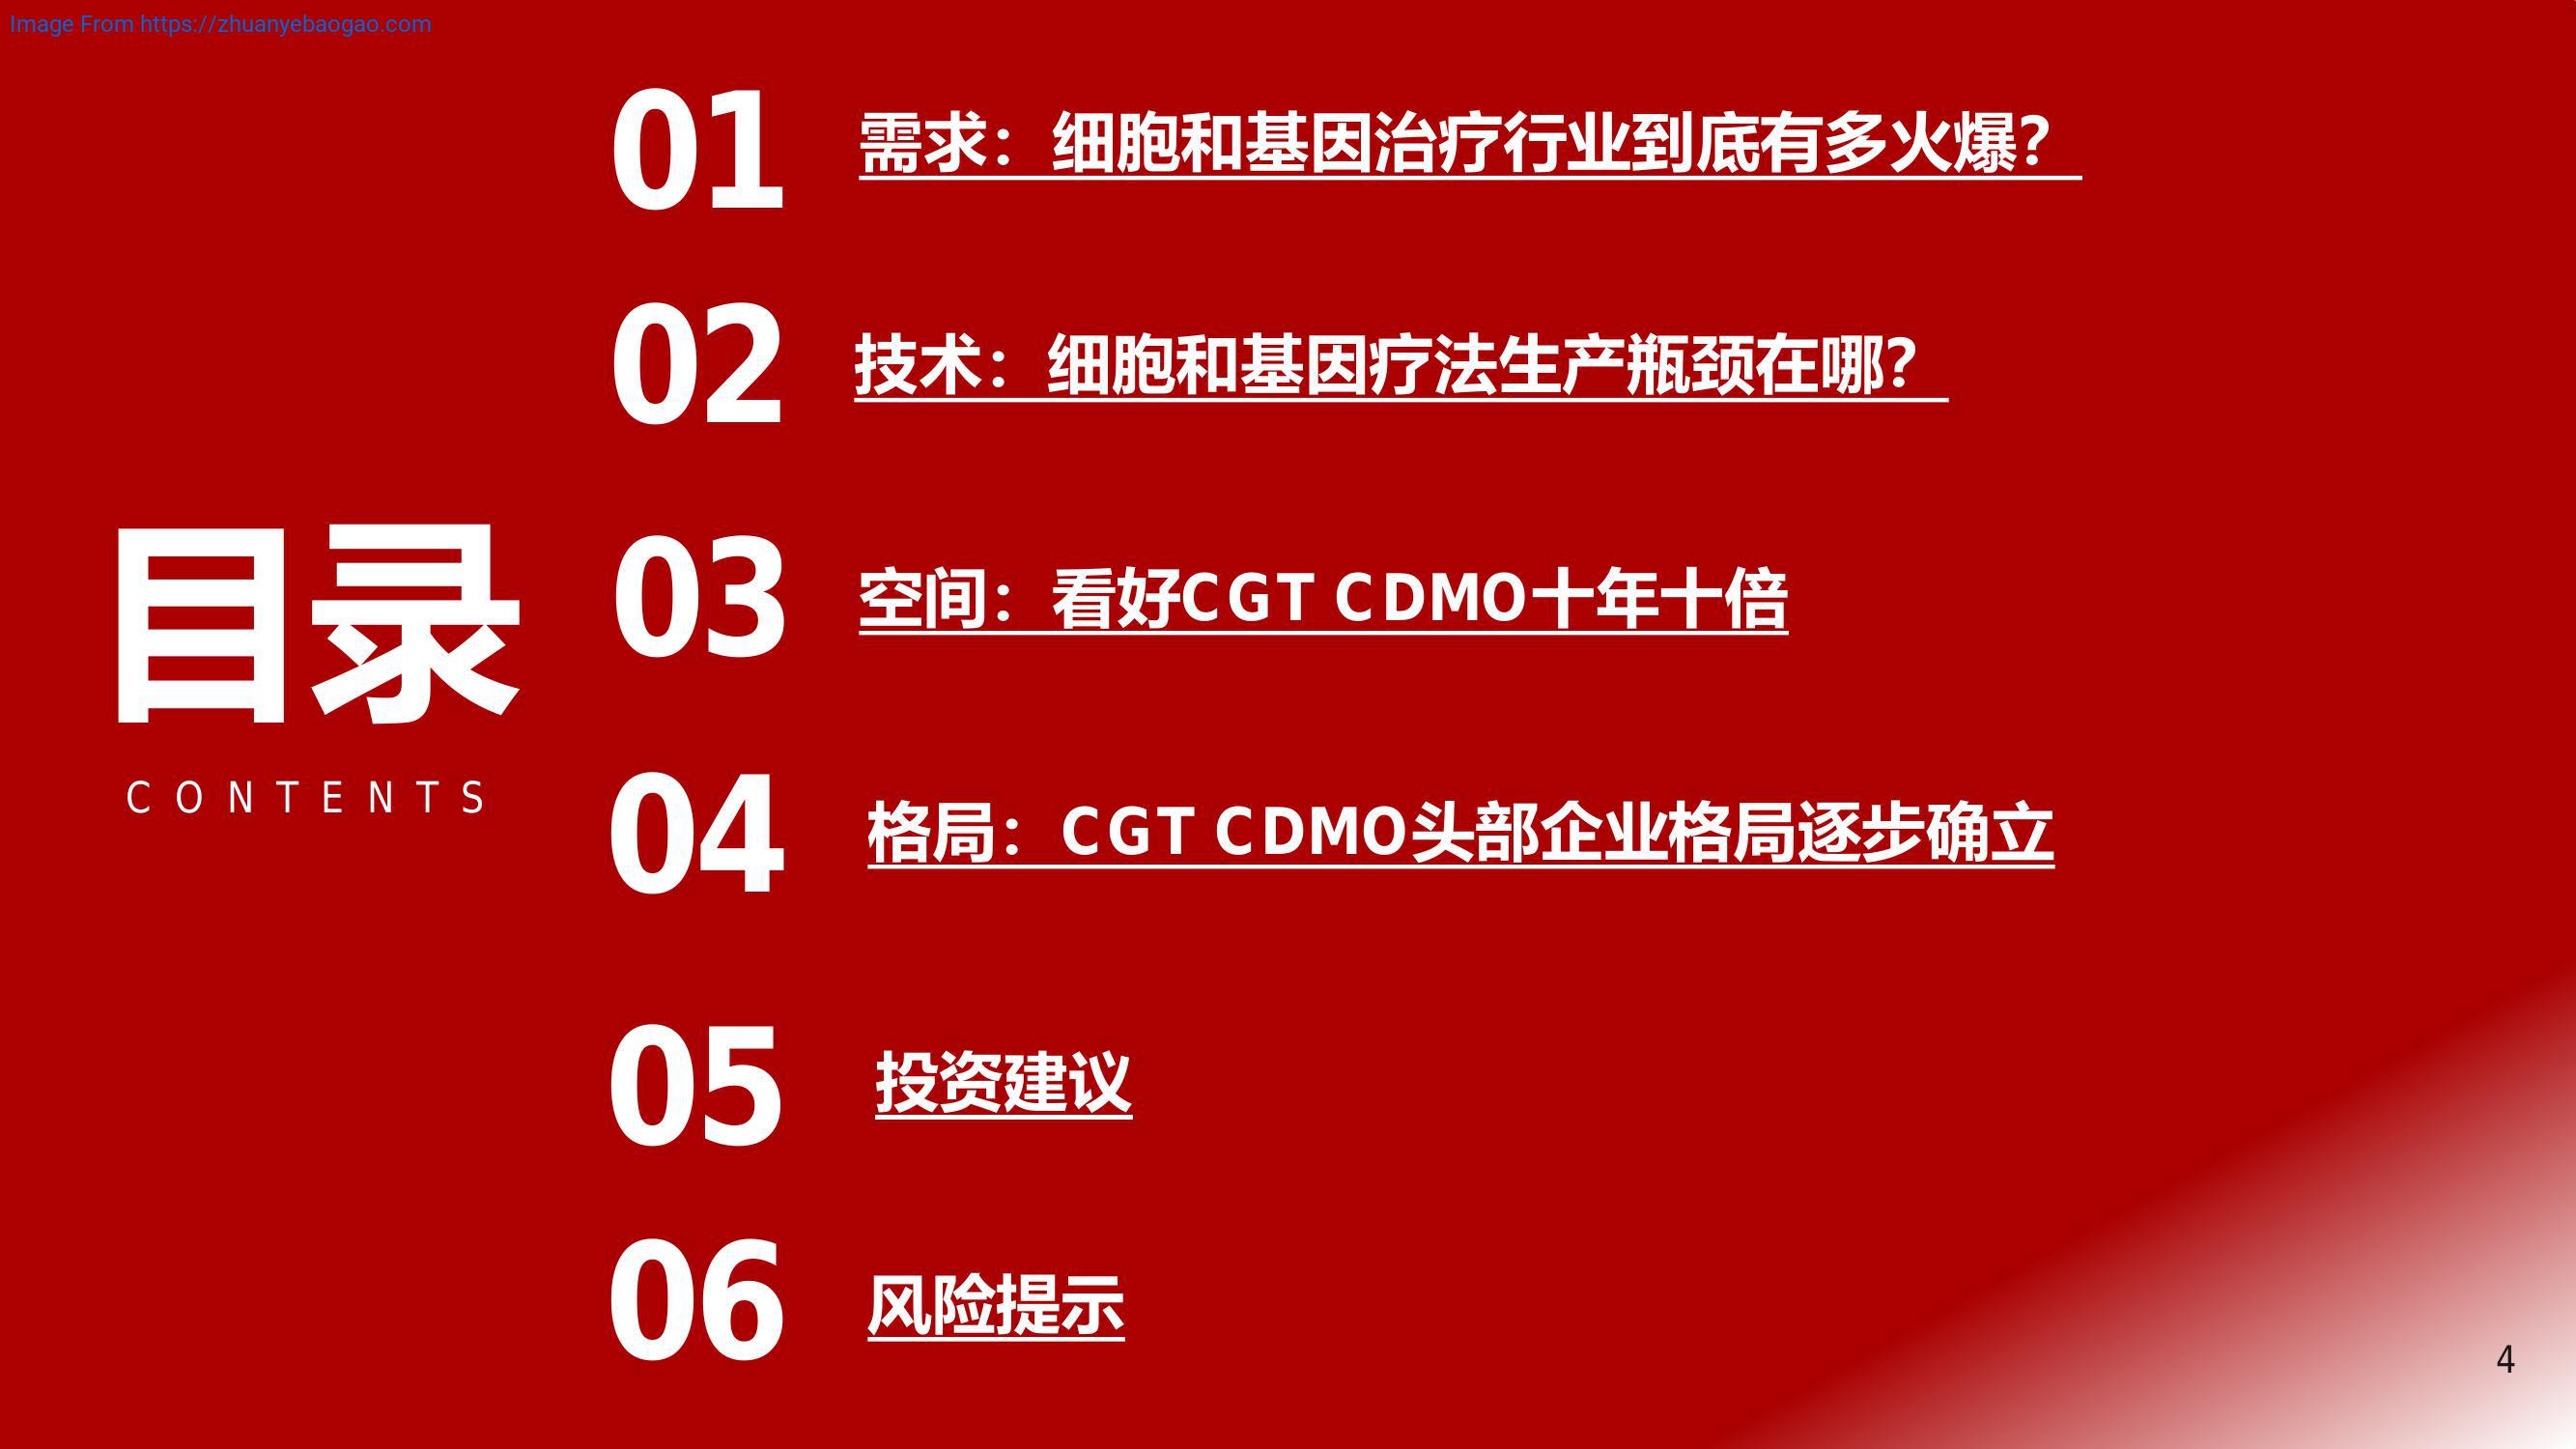 Image From https://zhuanyebaogao.com
01 需求：细胞和基因治疗行业到底有多火爆？
02 技术：细胞和基因疗法生产瓶颈在哪？
目录
CONTENTS
03 空间：看好CGT CDMO十年十倍
04 格局：CGT CDMO头部企业格局逐步确立
05 投资建议
06 风险提示
4